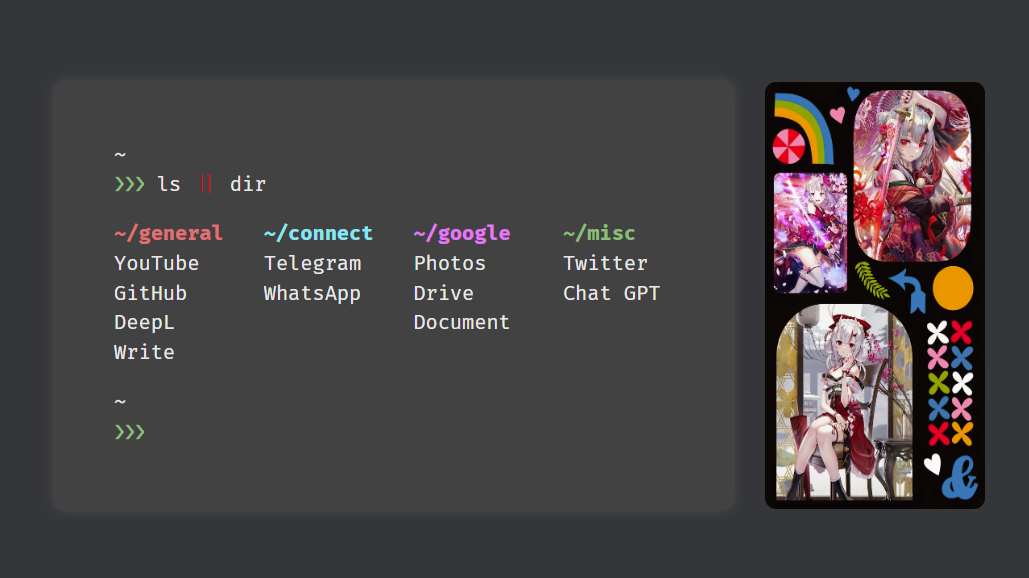 ~
❯❯❯ ls || dir
~/general ~/connect ~/google ~/misc
YouTube Telegram Photos Twitter
GitHub WhatsApp Drive Chat GPT
DeepL Document
Write
~
❯❯❯
&